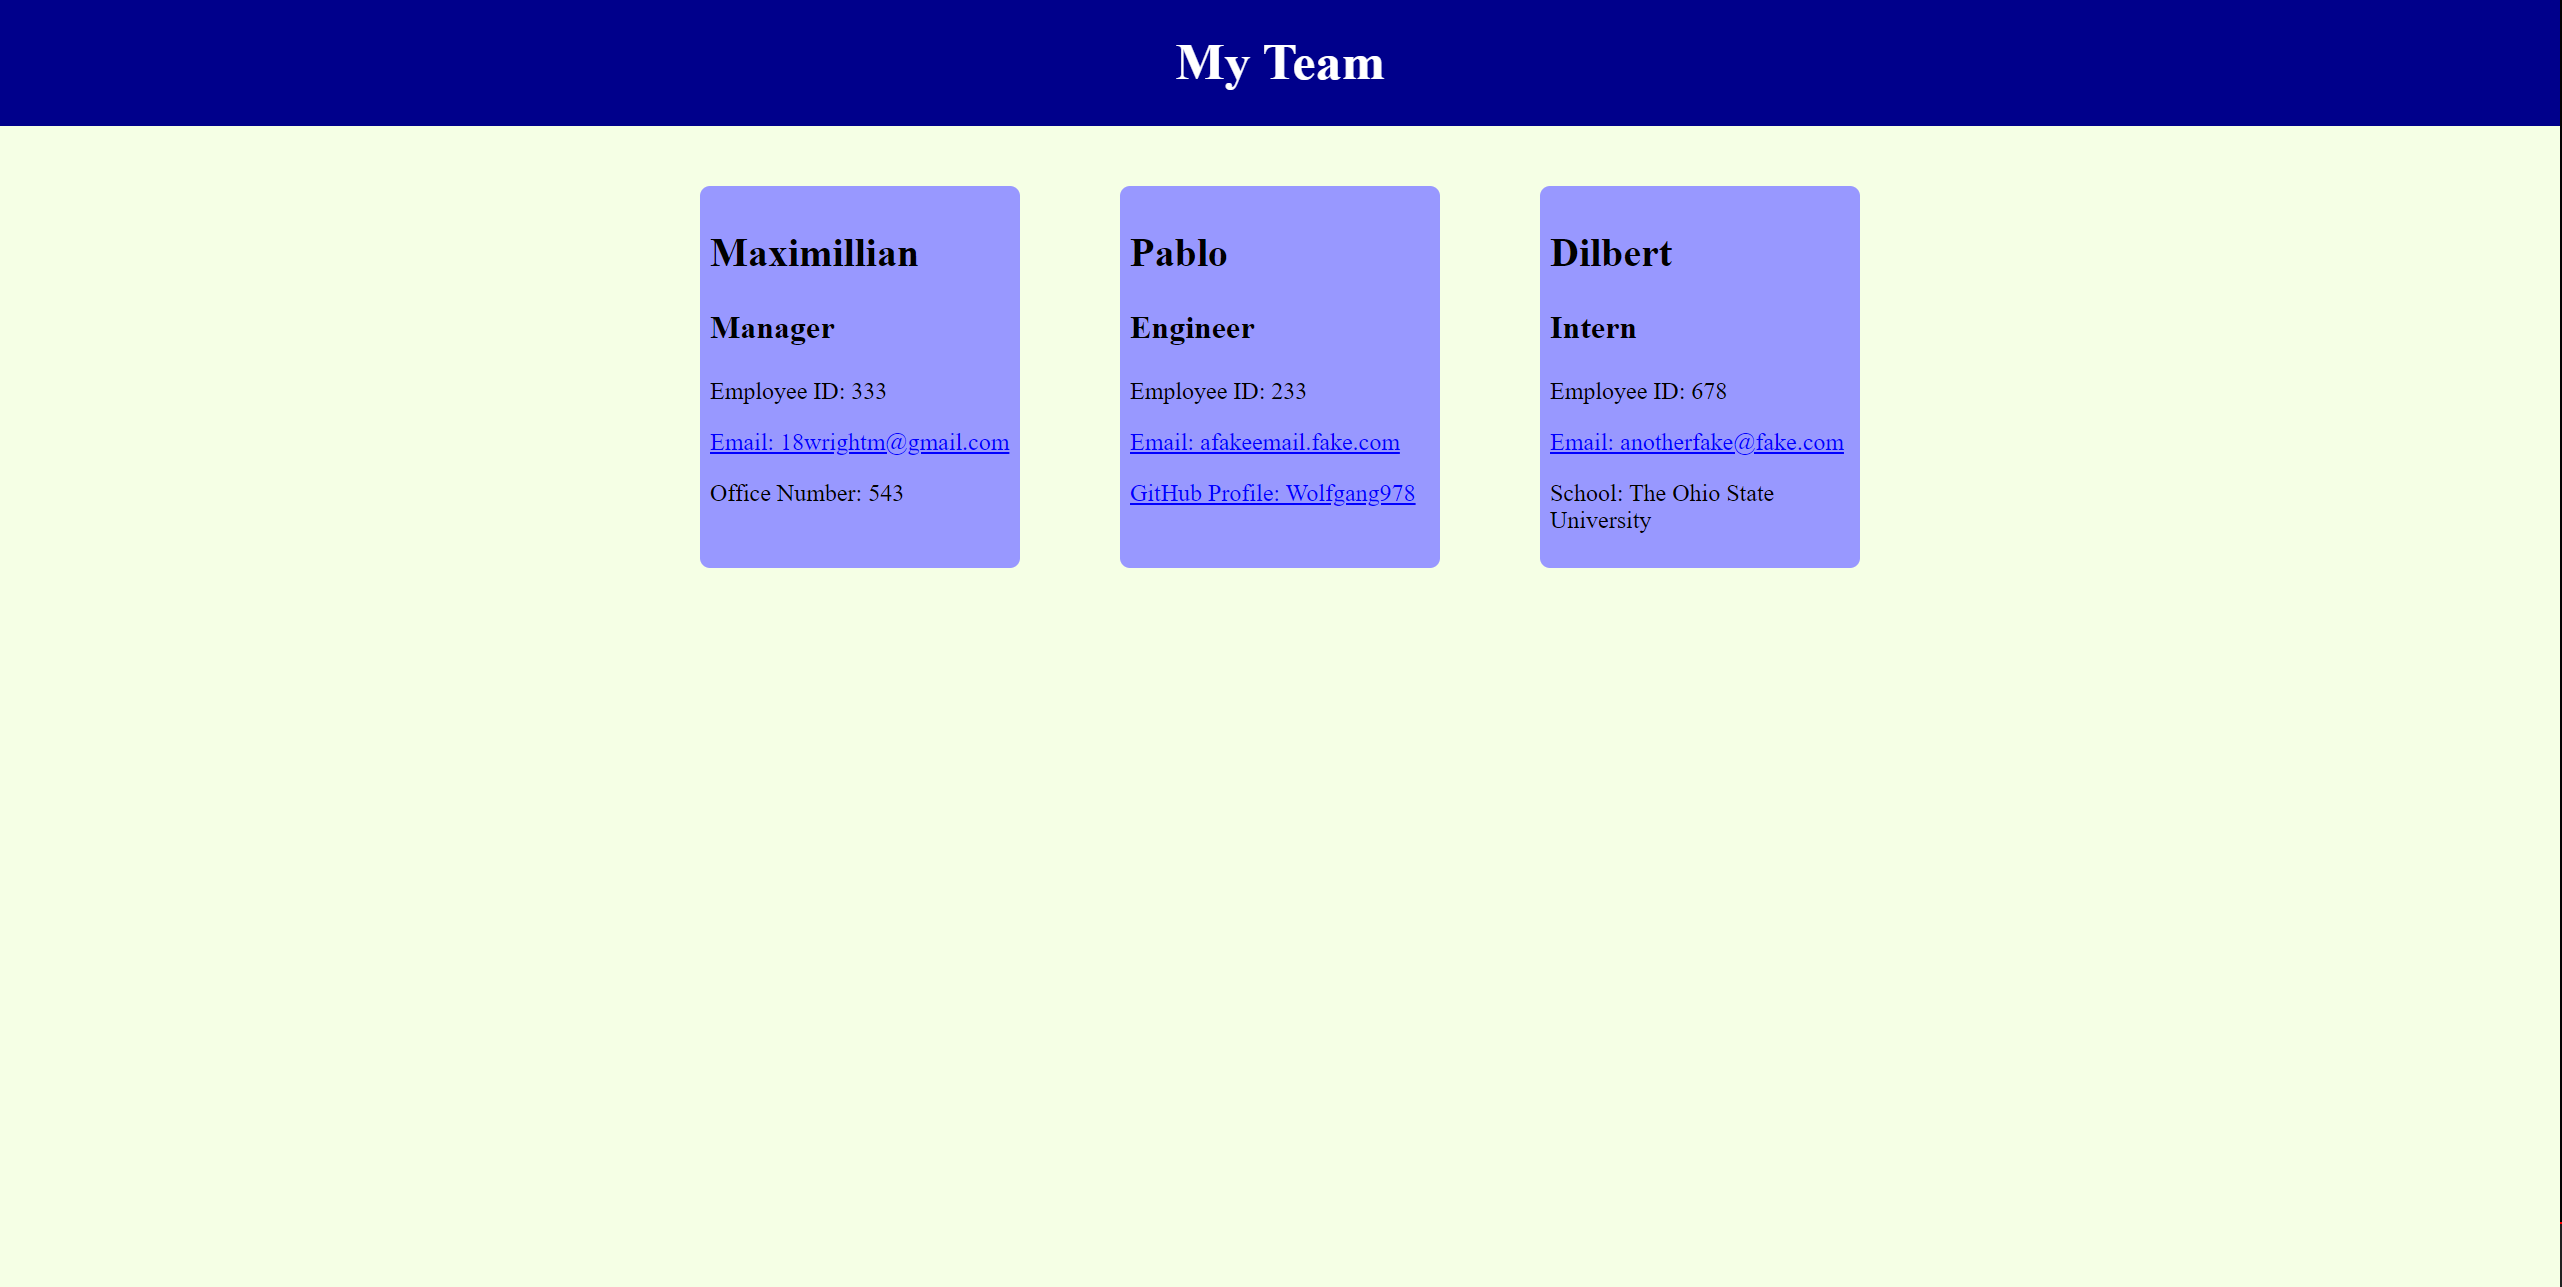 My Team
Maximillian
Manager
Employee ID: 333
Email: 18wrightm@gmail.com
Office Number: 543
Pablo
Engineer
Employee ID: 233
Email: afakeemail.fake.com
GitHub Profile: Wolfgang978
Dilbert
Intern
Employee ID: 678
Email: anotherfake@fake.com
School: The Ohio State
University